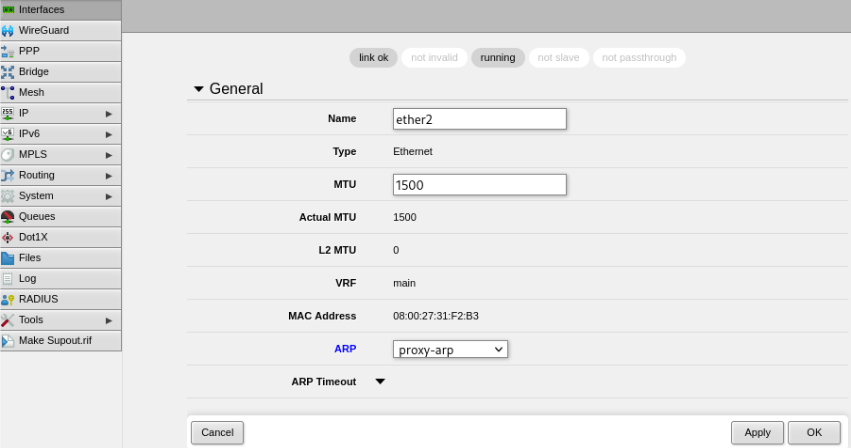 Interfaces
WireGuard
PPP
Bridge
Mesh
IP
IPv6
MPLS
Routing
System
Queues
Dot1X
Files
Log
RADIUS
Tools
Make Supout.rif
link ok not invalid running not slave not passthrough
General
Name ether2
Type Ethernet
MTU 1500
Actual MTU 1500
L2 MTU 0
VRF main
MAC Address 08:00:27:31:F2:B3
ARP proxy-arp
ARP Timeout
Cancel Apply OK